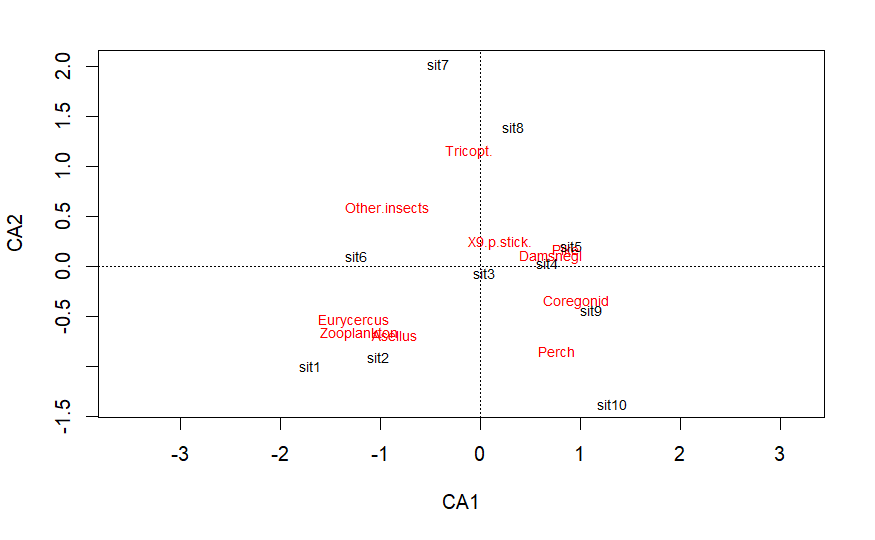 sit7
sit8
Tricopt.
Other.insects
X9.p.stick.
sit5
sit6
Damsnegl
sit4
sit3
Coregonid
sit9
Eurycercus
Zooplankton
Asellus
Perch
sit2
sit1
sit10
CA2
2.0
1.5
1.0
0.5
0.0
-0.5
-1.5
-3 -2 -1 0 1 2 3
CA1